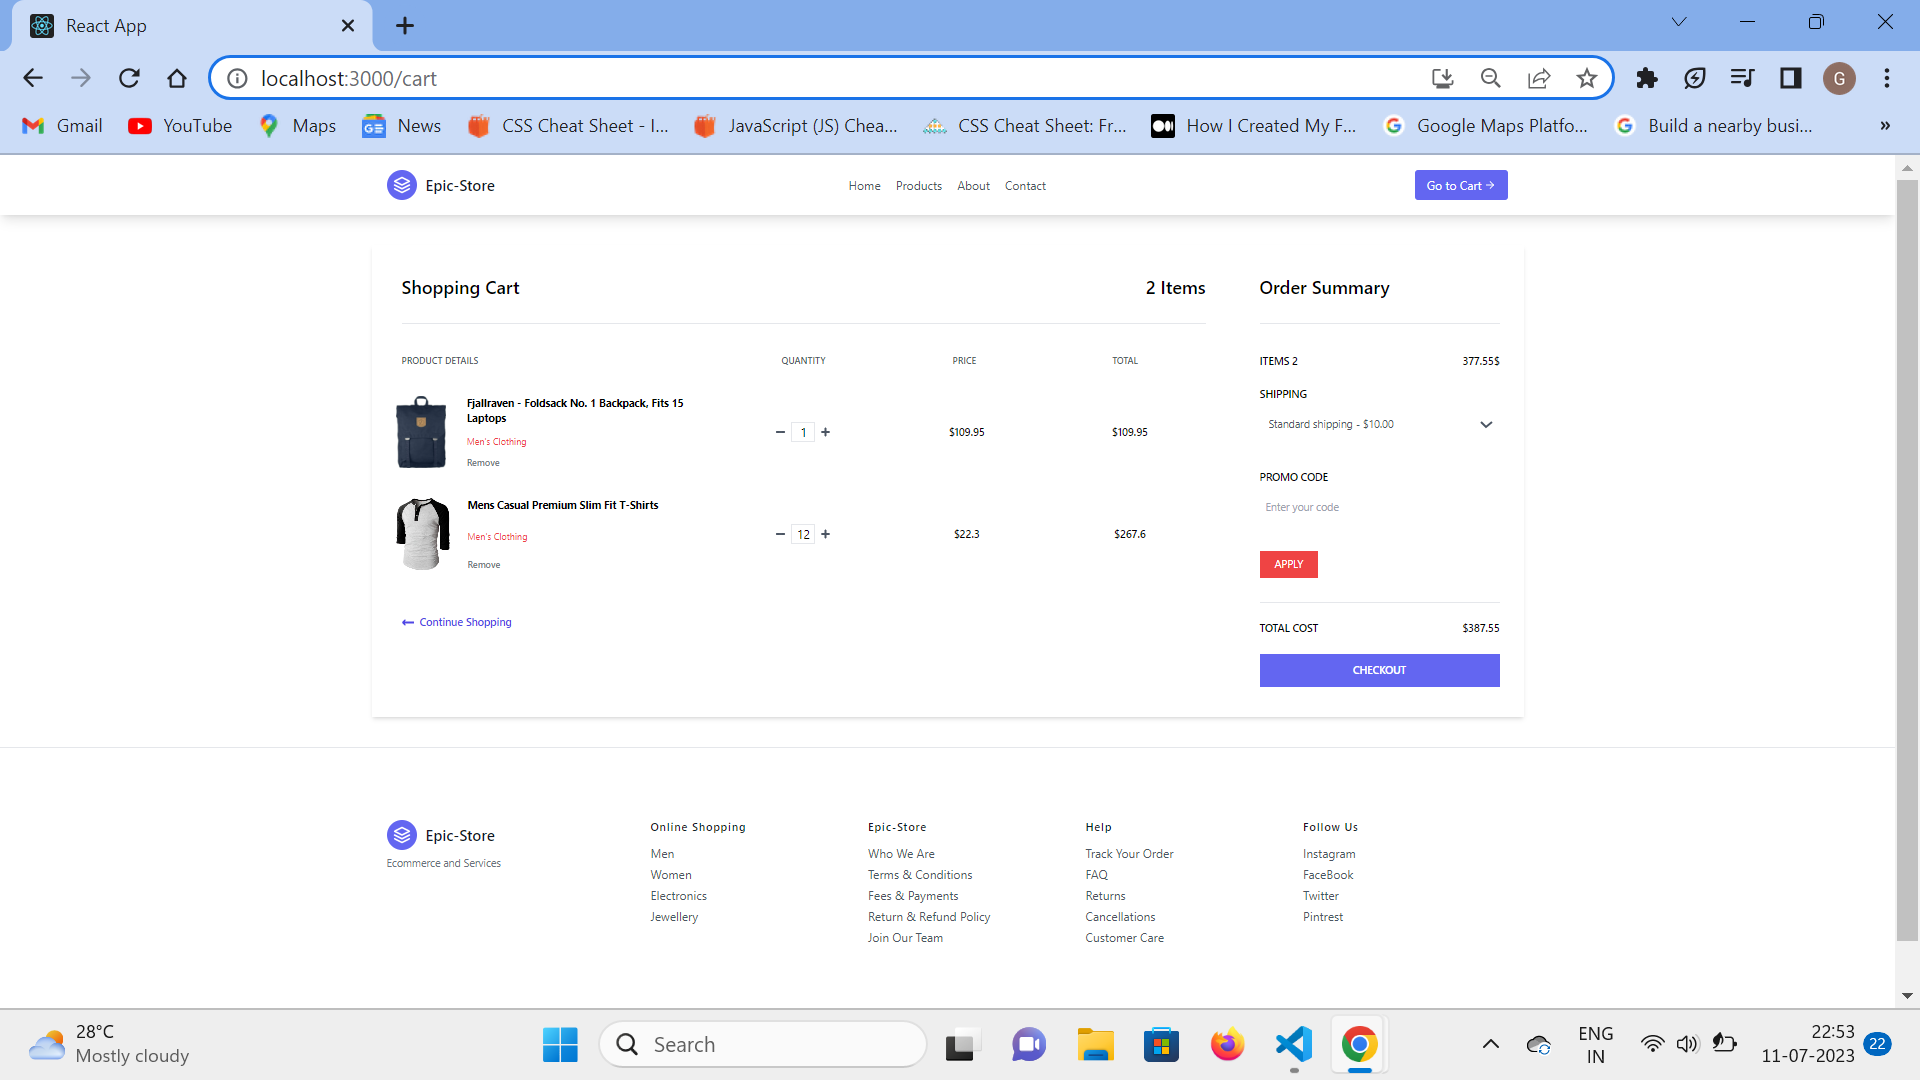 React App
localhost:3000/cart
G
Gmail
YouTube
Maps
News
CSS Cheat Sheet - I...
JavaScript (JS) Chea...
CSS Cheat Sheet: Fr...
How I Created My F...
Google Maps Platfo...
Build a nearby busi...
»
Epic-Store
Home
Products
About
Contact
Go to Cart →
Shopping Cart
2 Items
PRODUCT DETAILS
QUANTITY
PRICE
TOTAL
Fjallraven - Foldsack No. 1 Backpack, Fits 15
Laptops
Men's Clothing
Remove
1
$109.95
$109.95
Mens Casual Premium Slim Fit T-Shirts
Men's Clothing
Remove
12
$22.3
$267.6
← Continue Shopping
Order Summary
ITEMS 2
377.55$
SHIPPING
Standard shipping - $10.00
PROMO CODE
Enter your code
APPLY
TOTAL COST
$387.55
CHECKOUT
Epic-Store
Ecommerce and Services
Online Shopping
Men
Women
Electronics
Jewellery
Epic-Store
Who We Are
Terms & Conditions
Fees & Payments
Return & Refund Policy
Join Our Team
Help
Track Your Order
FAQ
Returns
Cancellations
Customer Care
Follow Us
Instagram
FaceBook
Twitter
Pintrest
28°C
Mostly cloudy
Search
ENG
IN
22:53
11-07-2023
22